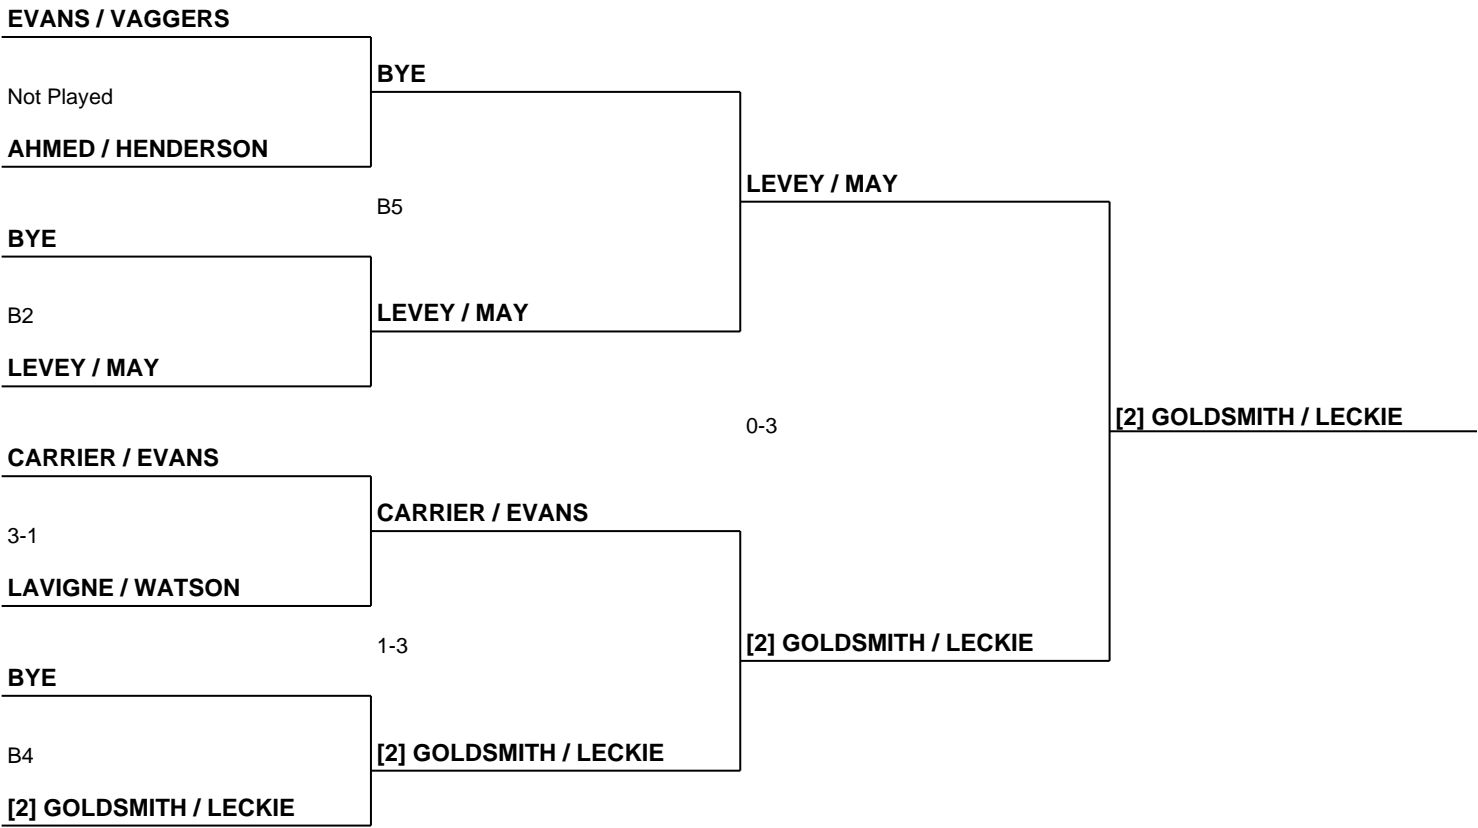 EVANS / VAGGERS
Not Played
AHMED / HENDERSON
BYE
B2
LEVEY / MAY
CARRIER / EVANS
3-1
LAVIGNE / WATSON
BYE
B4
[2] GOLDSMITH / LECKIE
BYE
B5
LEVEY / MAY
CARRIER / EVANS
1-3
[2] GOLDSMITH / LECKIE
LEVEY / MAY
0-3
[2] GOLDSMITH / LECKIE
[2] GOLDSMITH / LECKIE